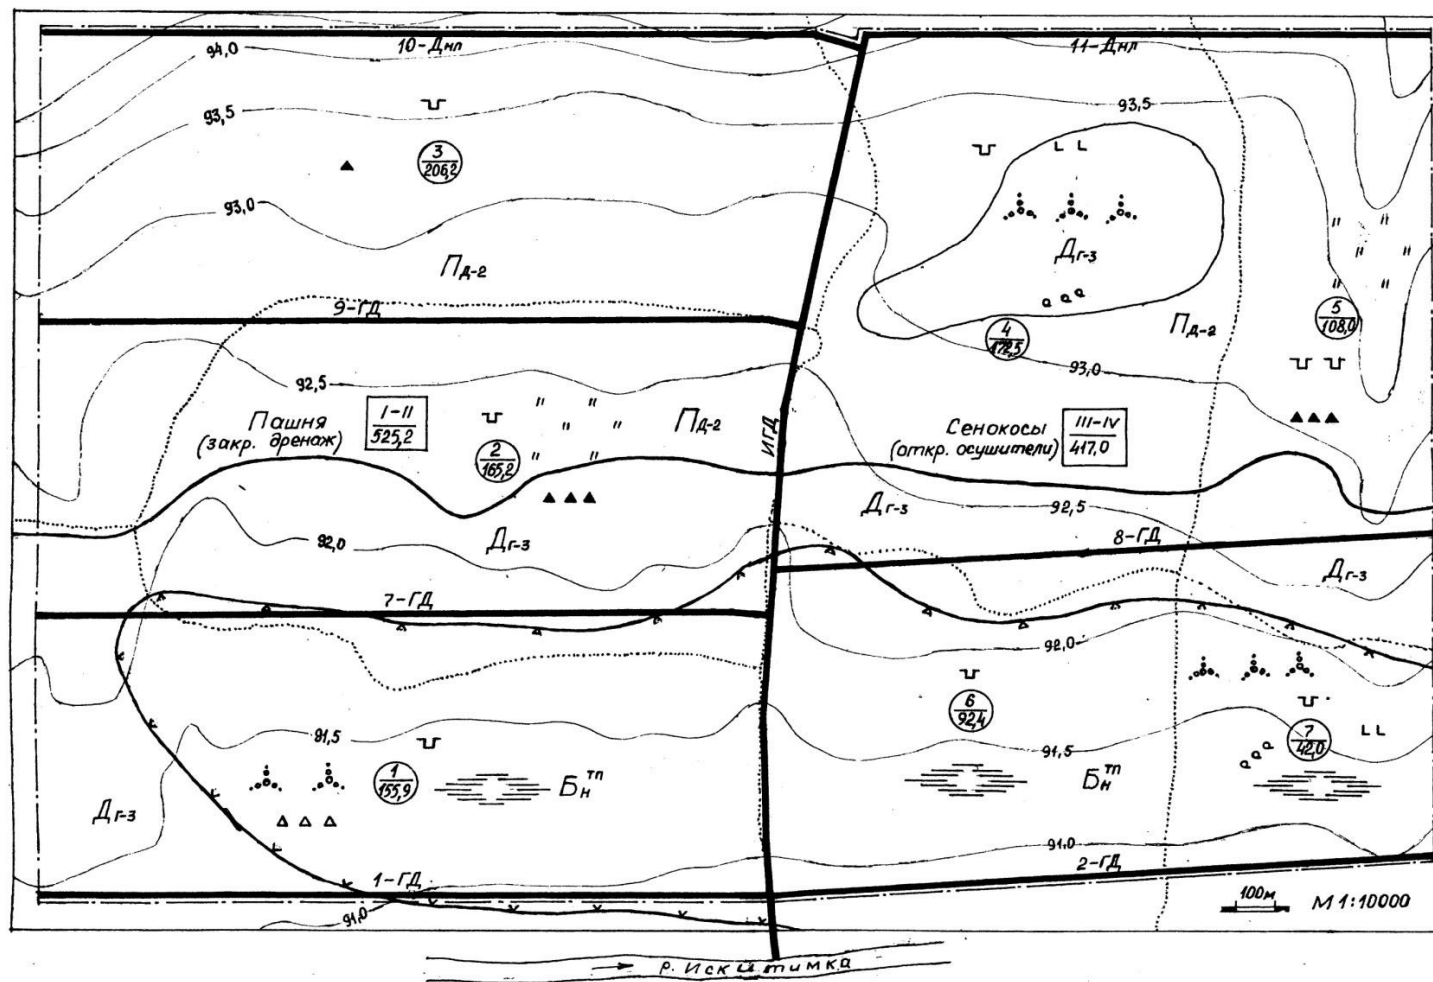 94,0
10-Днл
11-Днл
93,5
93,5
3
206,2
93,0
Дг-3
Пд-2
9-ГД
Пд-2
4
172,5
5
108,0
92,5
93,0
Пашня
(закр. дренаж)
I-II
525,2
Пд-2
2
165,2
ИГД
Сенокосы
(откр. осушители)
III-IV
417,0
Дг-3
92,5
92,0
Дг-3
8-ГД
Дг-3
7-ГД
92,0
6
92,4
91,5
91,5
7
42,0
1
155,9
Бн тп
Бн тп
Дг-3
91,0
2-ГД
1-ГД
91,0
100м
М 1:10000
р. Искитимка